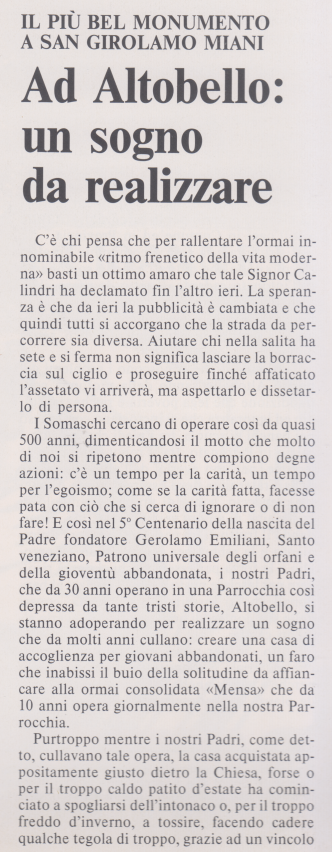 IL PIÙ BEL MONUMENTO
A SAN GIROLAMO MIANI
Ad Altobello:
un sogno
da realizzare
C'è chi pensa che per rallentare l'ormai in-
nominabile «ritmo frenetico della vita moder-
na» basti un ottimo amaro che tale Signor Ca-
lindri ha declamato fin l'altro ieri. La speran-
za è che da ieri la pubblicità è cambiata e che
quindi tutti si accorgano che la strada da per-
correre sia diversa. Aiutare chi nella salita ha
sete e si ferma non significa lasciare la borrac-
cia sul ciglio e proseguire finché affaticato
l'assetato vi arriverà, ma aspettarlo e dissetar-
lo di persona.
I Somaschi cercano di operare così da quasi
500 anni, dimenticandosi il motto che molto
di noi si ripetono mentre compiono degne
azioni: c'è un tempo per la carità, un tempo
per l'egoismo; come se la carità fatta, facesse
pata con ciò che si cerca di ignorare o di non
fare! E così nel 5º Centenario della nascita del
Padre fondatore Gerolamo Emiliani, Santo
veneziano, Patrono universale degli orfani e
della gioventù abbandonata, i nostri Padri,
che da 30 anni operano in una Parrocchia cosi
depressa da tante tristi storie, Altobello, si
stanno adoperando per realizzare un sogno
che da molti anni cullano: creare una casa di
accoglienza per giovani abbandonati, un faro
che inabissi il buio della solitudine da affian-
care alla ormai consolidata «Mensa» che da
10 anni opera giornalmente nella nostra Par-
rocchia.
Purtroppo mentre i nostri Padri, come det-
to, cullavano tale opera, la casa acquistata ap-
positamente giusto dietro la Chiesa, forse o
per il troppo caldo patito d'estate ha comin-
ciato a spogliarsi dell'intonaco o, per il troppo
freddo d'inverno, a tossire, facendo cadere
qualche tegola di troppo, grazie ad un vincolo